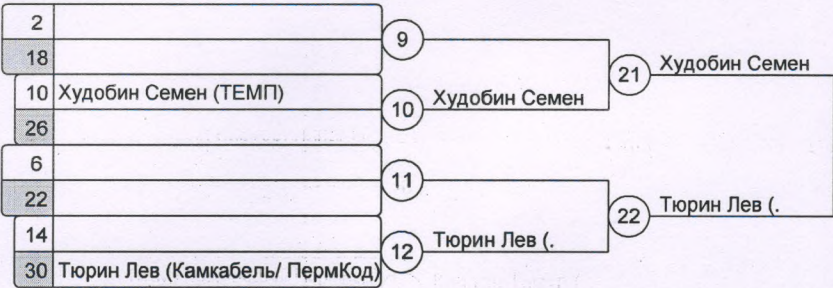 2
18
9
10 Худобин Семен (ТЕМП)
26
10
Худобин Семен
21
Худобин Семен
6
22
11
14
30 Тюрин Лев (Камкабель/ ПермКод)
12
Тюрин Лев (.
22
Тюрин Лев (.